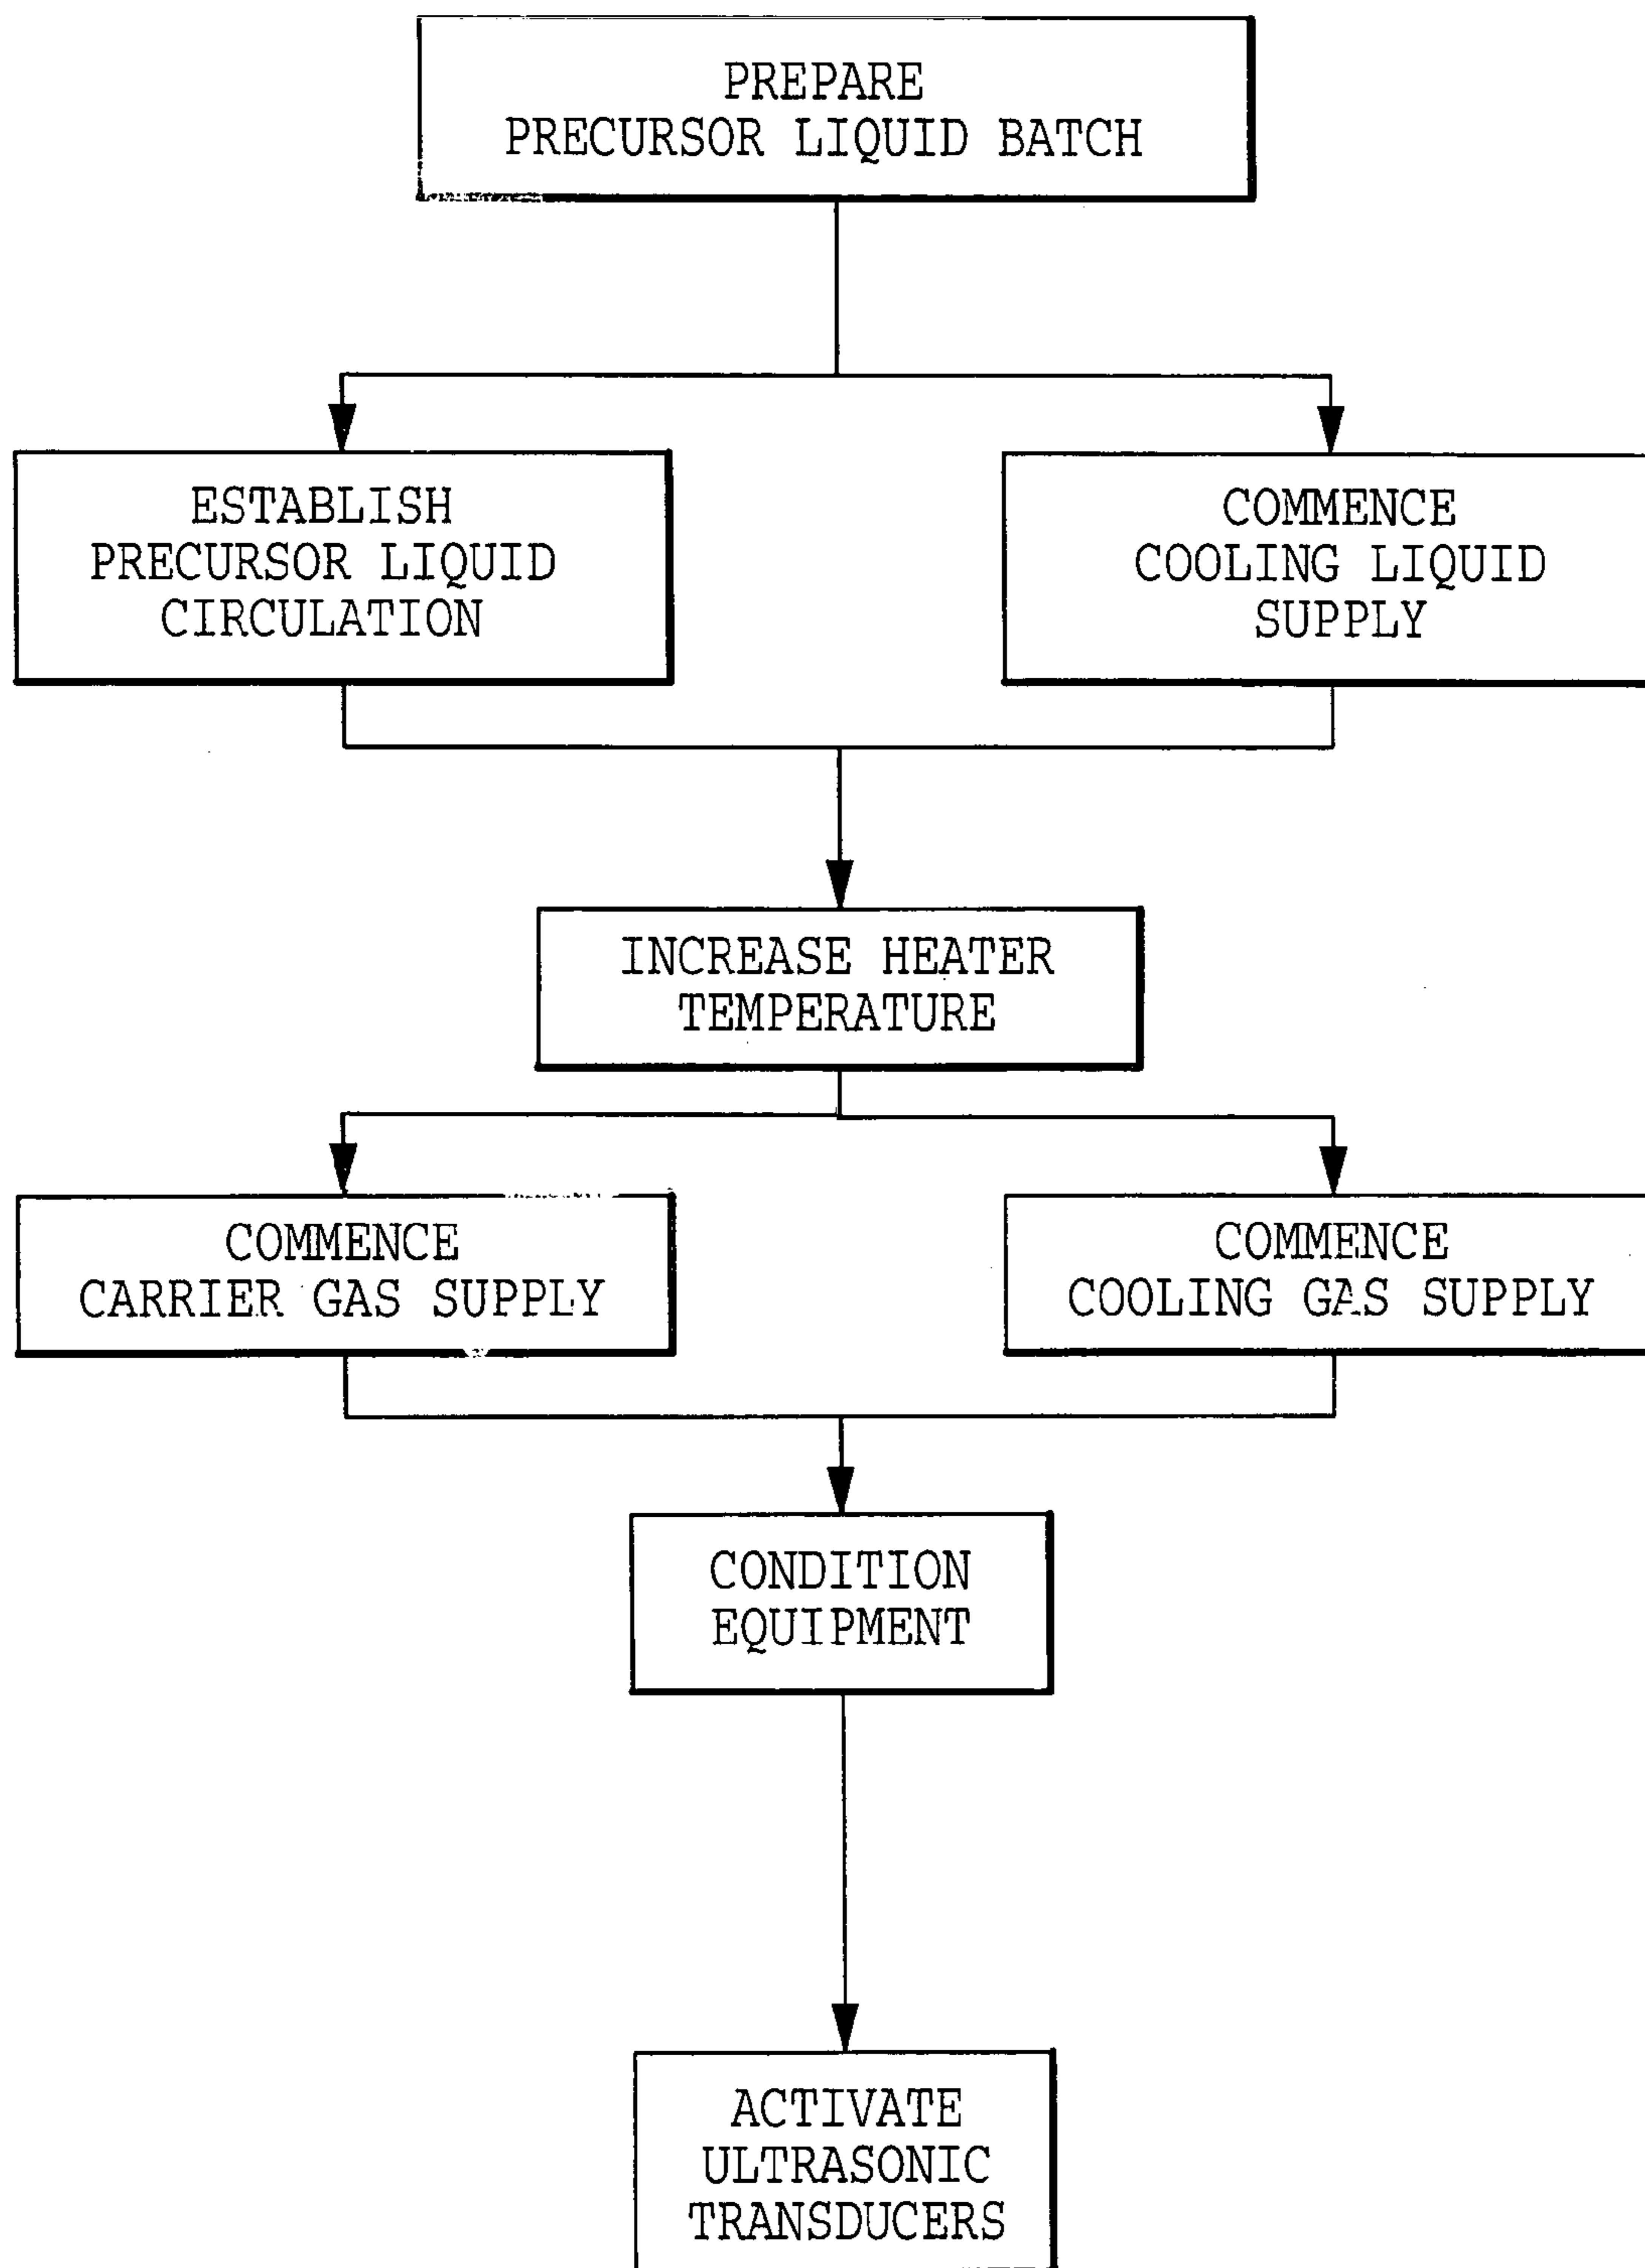 PREPARE
PRECURSOR LIQUID BATCH
ESTABLISH
PRECURSOR LIQUID
CIRCULATION
COMMENCE
COOLING LIQUID
SUPPLY
INCREASE HEATER
TEMPERATURE
COMMENCE
CARRIER GAS SUPPLY
COMMENCE
COOLING GAS SUPPLY
CONDITION
EQUIPMENT
ACTIVATE
ULTRASONIC
TRANSDUCERS